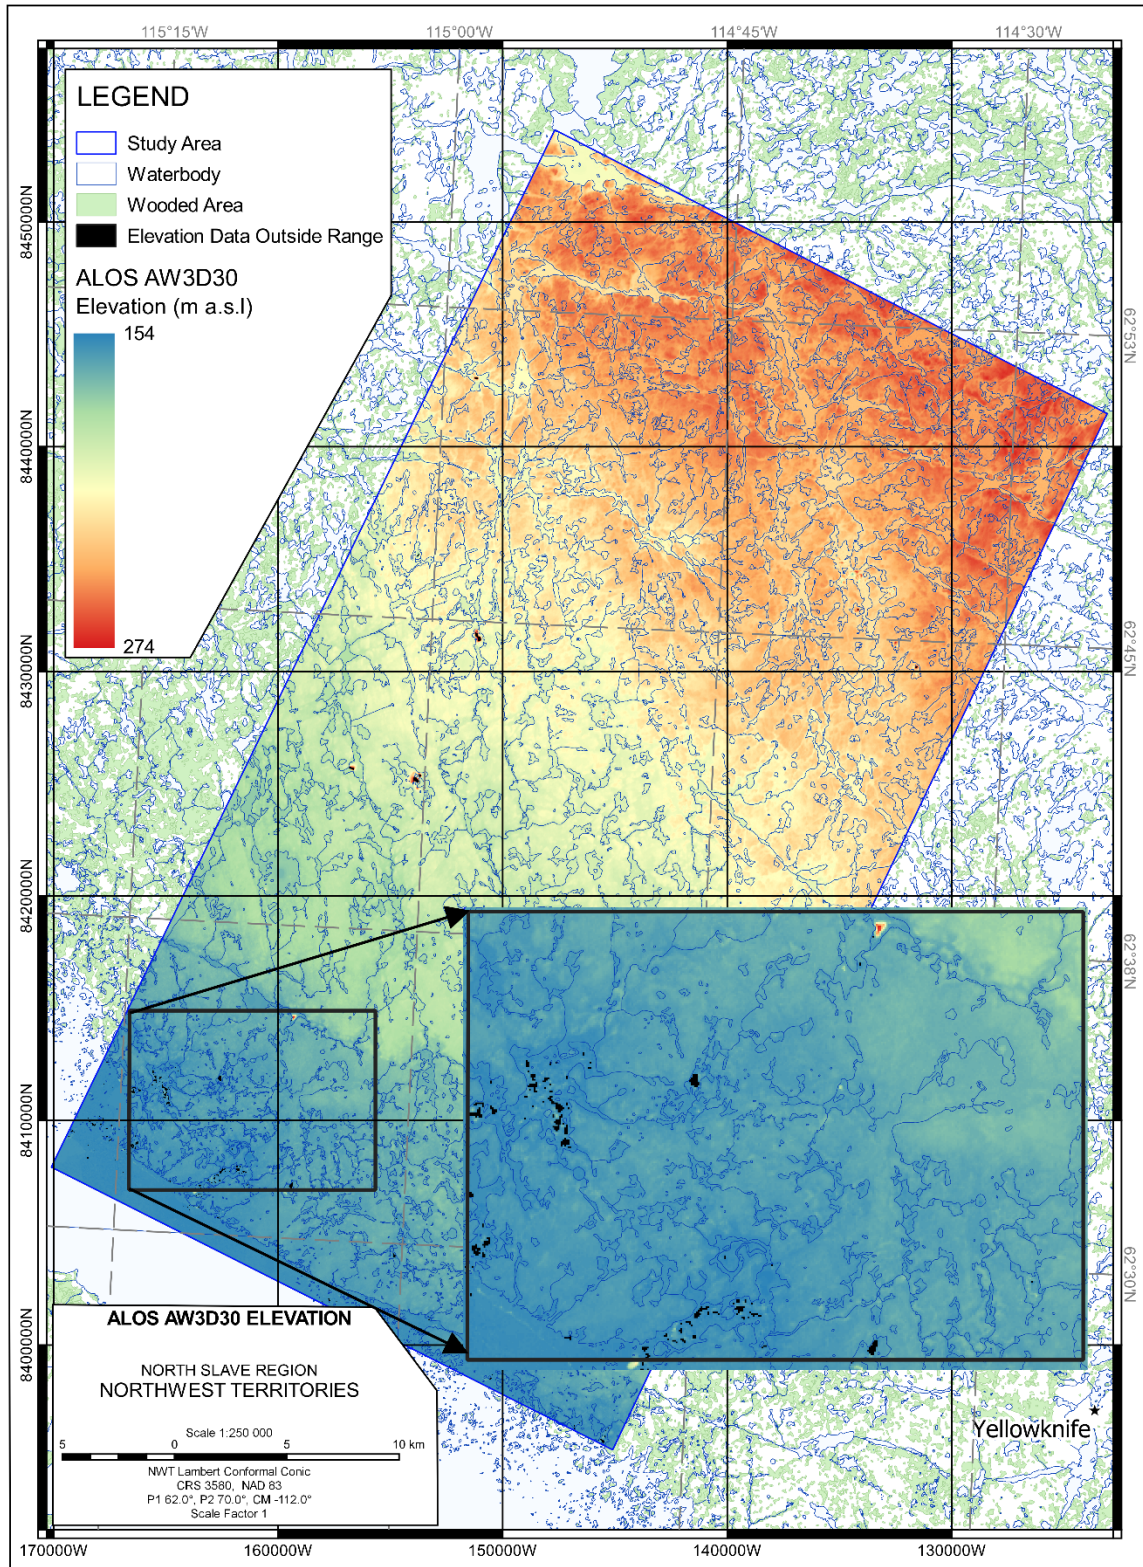 115°15'W
115°00'W
114°45'W
114°30'W
LEGEND
Study Area
Waterbody
Wooded Area
Elevation Data Outside Range
ALOS AW3D30
Elevation (m a.s.l)
154
274
8450000N
8440000N
8430000N
8420000N
8410000N
8400000N
62°53'N
62°45'N
62°38'N
62°30'N
ALOS AW3D30 ELEVATION
NORTH SLAVE REGION
NORTHWEST TERRITORIES
Scale 1:250 000
5 0 5 10 km
NWT Lambert Conformal Conic
CRS 3580, NAD 83
P1 62.0°, P2 70.0°, CM -112.0°
Scale Factor 1
Yellowknife
170000W
160000W
150000W
140000W
130000W